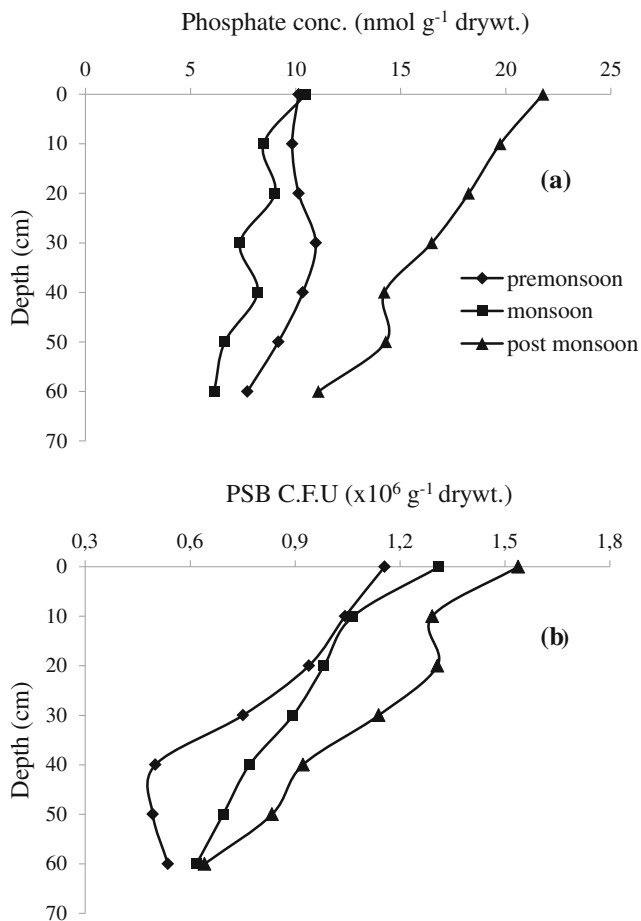 Phosphate conc. (nmol g⁻¹ drywt.)
0 5 10 15 20 25
0
10
20
30
40
50
60
70
Depth (cm)
(a)
premonsoon
monsoon
post monsoon
PSB C.F.U (x10⁶ g⁻¹ drywt.)
0,3 0,6 0,9 1,2 1,5 1,8
0
10
20
30
40
50
60
70
Depth (cm)
(b)